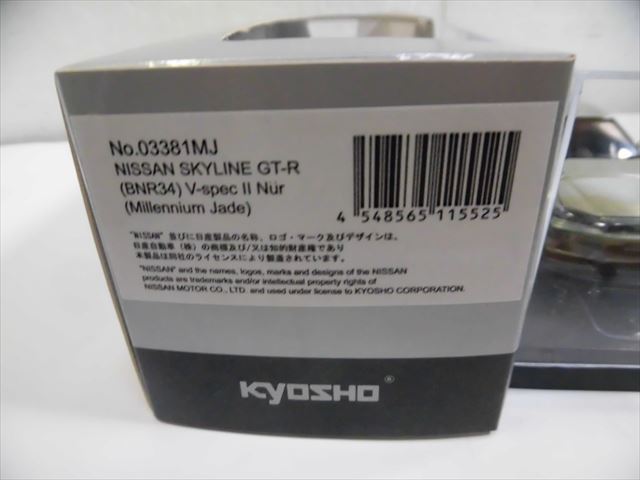 No.03381MJ
NISSAN SKYLINE GT-R
(BNR34) V-spec II Nür
(Millennium Jade)
4 548565 115525
"NISSAN" 並びに日産製品の名称、ロゴ・マーク及びデザインは、
日産自動車(株)の商標及び/又は知的財産権であり
本製品は同社のライセンスにより製造されています。
"NISSAN" and the names, logos, marks and designs of the NISSAN
products are trademarks and/or intellectual property rights of
NISSAN MOTOR CO., LTD and used under license to KYOSHO CORPORATION.
KYOSHO®